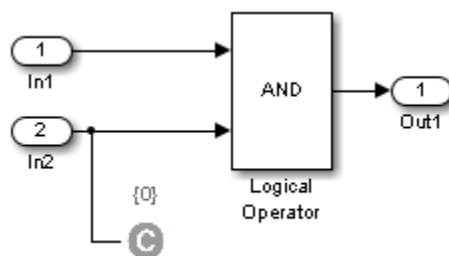 1
In1
AND
1
Out1
2
In2
{0}
C
Logical
Operator